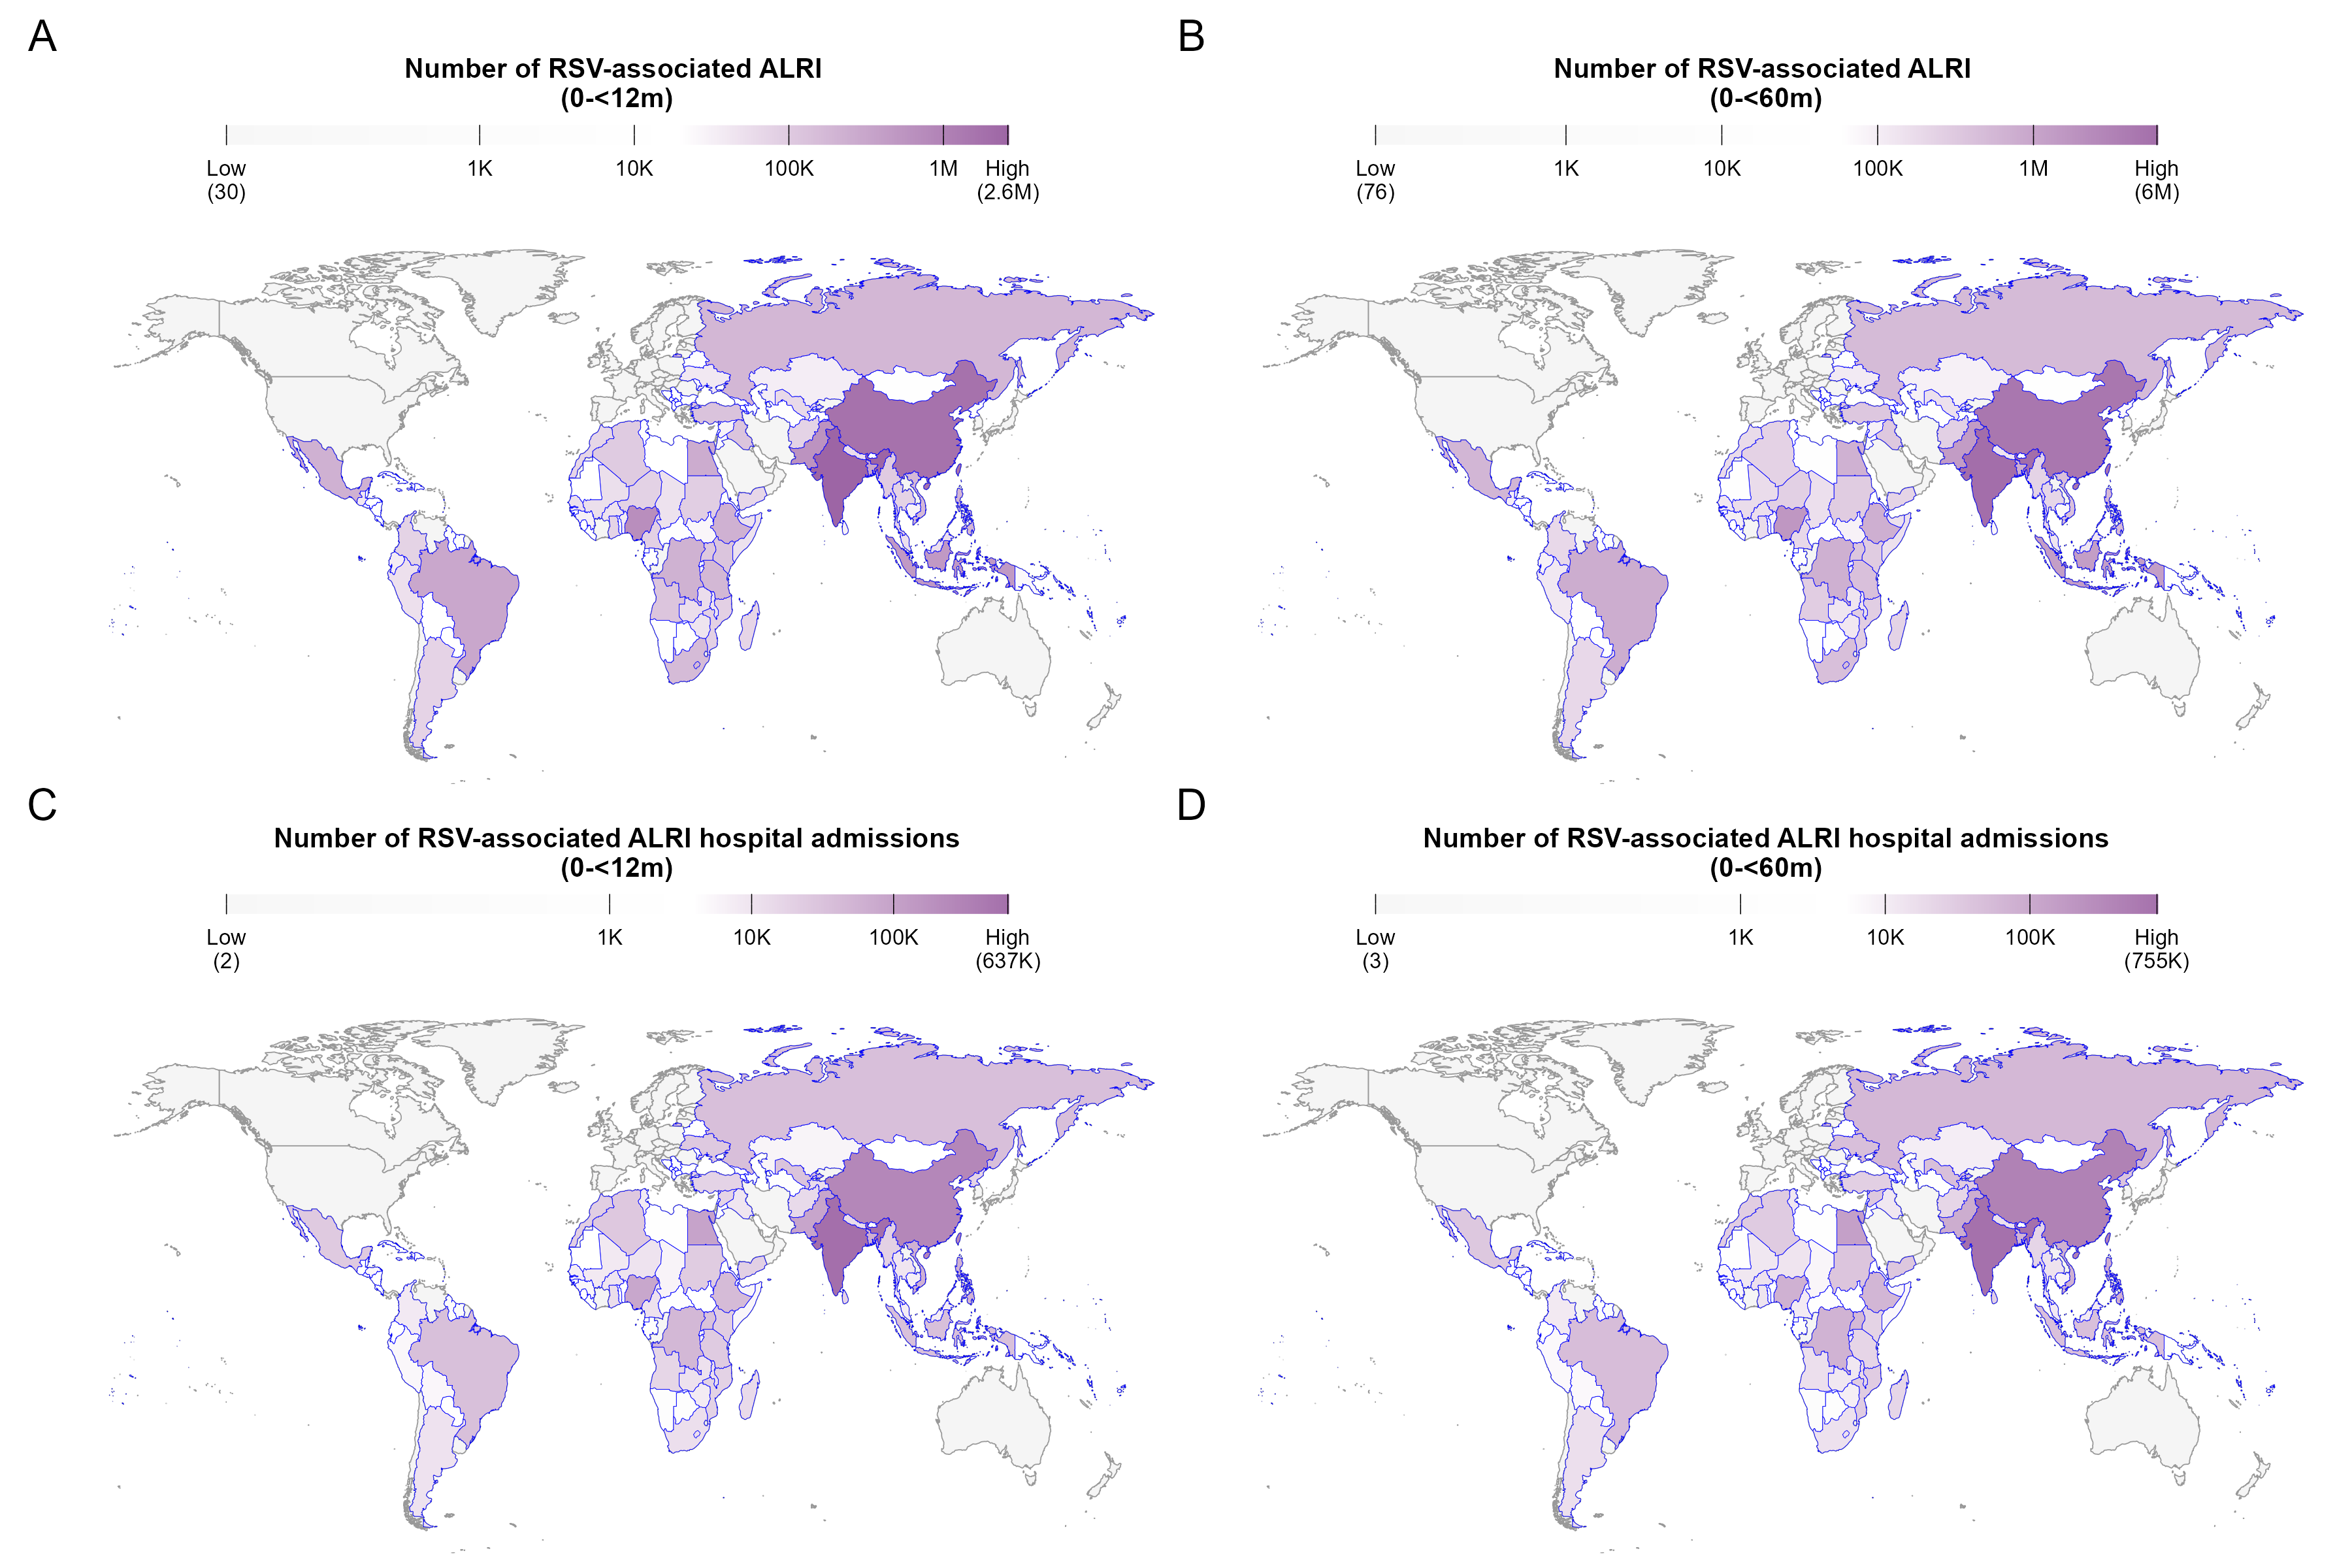 A
Number of RSV-associated ALRI
(0-<12m)
Low
(30)
1K
10K
100K
1M
High
(2.6M)
B
Number of RSV-associated ALRI
(0-<60m)
Low
(76)
1K
10K
100K
1M
High
(6M)
C
Number of RSV-associated ALRI hospital admissions
(0-<12m)
Low
(2)
1K
10K
100K
High
(637K)
D
Number of RSV-associated ALRI hospital admissions
(0-<60m)
Low
(3)
1K
10K
100K
High
(755K)